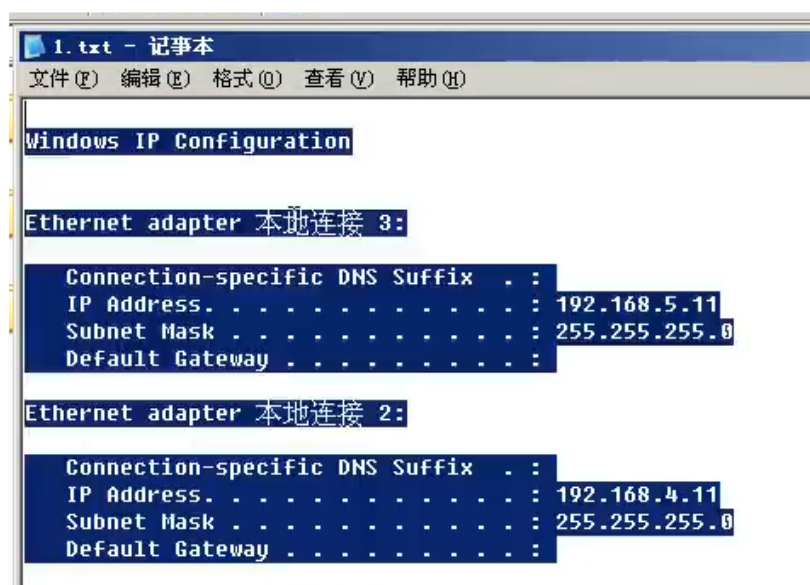 1.txt - 记事本
文件(F) 编辑(E) 格式(O) 查看(V) 帮助(H)
Windows IP Configuration
Ethernet adapter 本地连接 3:
Connection-specific DNS Suffix . :
IP Address. . . . . . . . . . . . : 192.168.5.11
Subnet Mask . . . . . . . . . . . : 255.255.255.0
Default Gateway . . . . . . . . . :
Ethernet adapter 本地连接 2:
Connection-specific DNS Suffix . :
IP Address. . . . . . . . . . . . : 192.168.4.11
Subnet Mask . . . . . . . . . . . : 255.255.255.0
Default Gateway . . . . . . . . . :